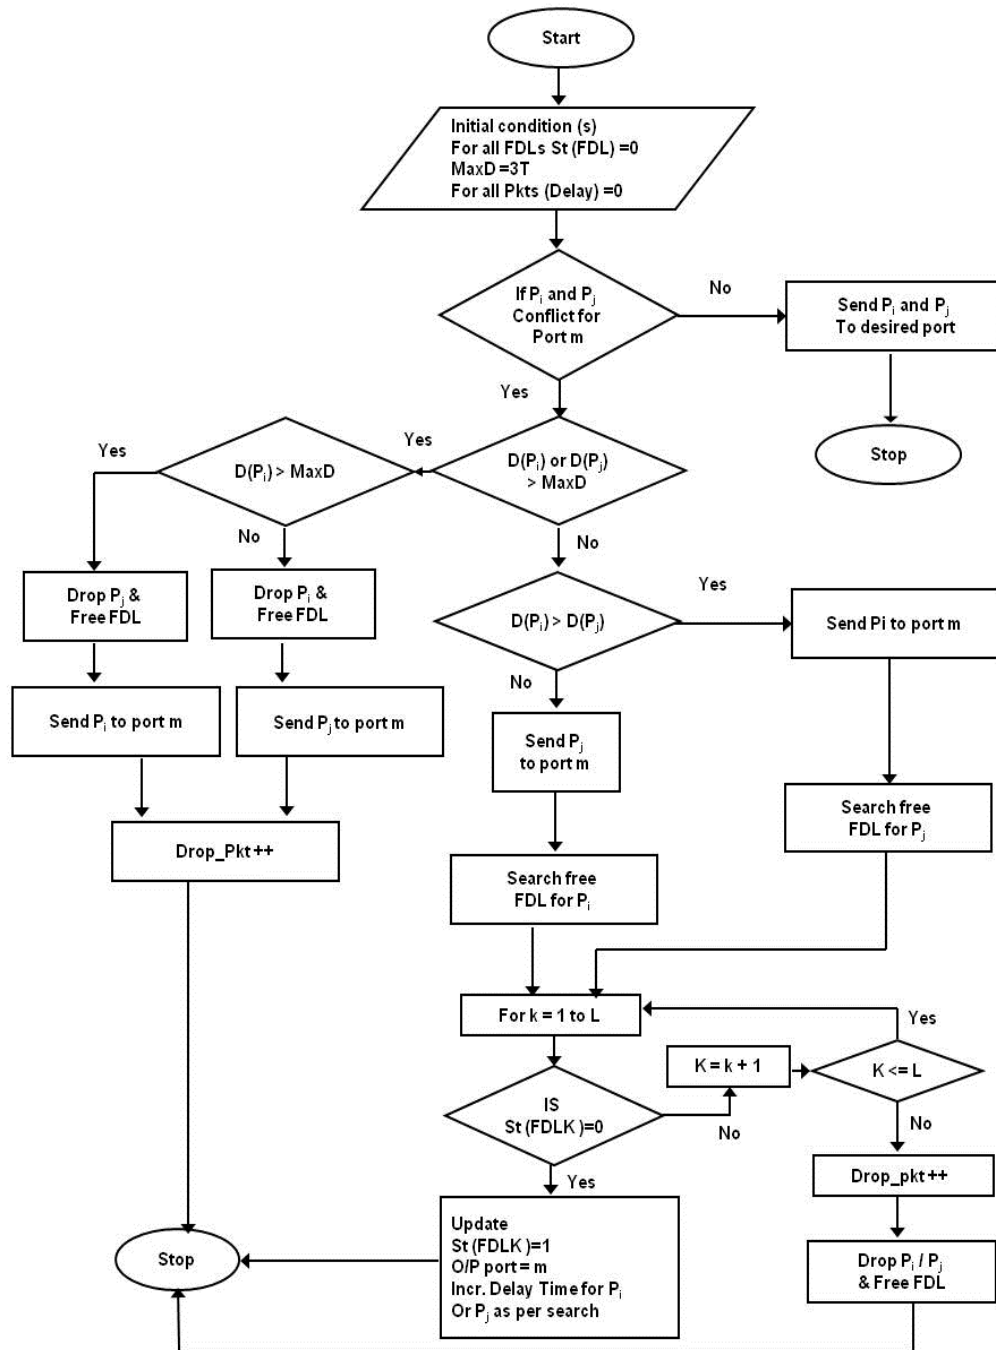 Start
Initial condition (s)
For all FDLs St (FDL) =0
MaxD =3T
For all Pkts (Delay) =0
If Pi and Pj
Conflict for
Port m
No
Send Pi and Pj
To desired port
Yes
Stop
D(Pi) or D(Pj)
> MaxD
Yes
D(Pi) > MaxD
Yes
No
No
Drop Pj &
Free FDL
Drop Pi &
Free FDL
D(Pi) > D(Pj)
Yes
Send Pi to port m
No
Send Pi to port m
Send Pj to port m
Send Pj
to port m
Search free
FDL for Pj
Drop_Pkt ++
Search free
FDL for Pi
For k = 1 to L
Yes
K = k + 1
K <= L
IS
St (FDLK )=0
No
No
Yes
Drop_pkt ++
Update
St (FDLK )=1
O/P port = m
Incr. Delay Time for Pi
Or Pj as per search
Stop
Drop Pi / Pj
& Free FDL